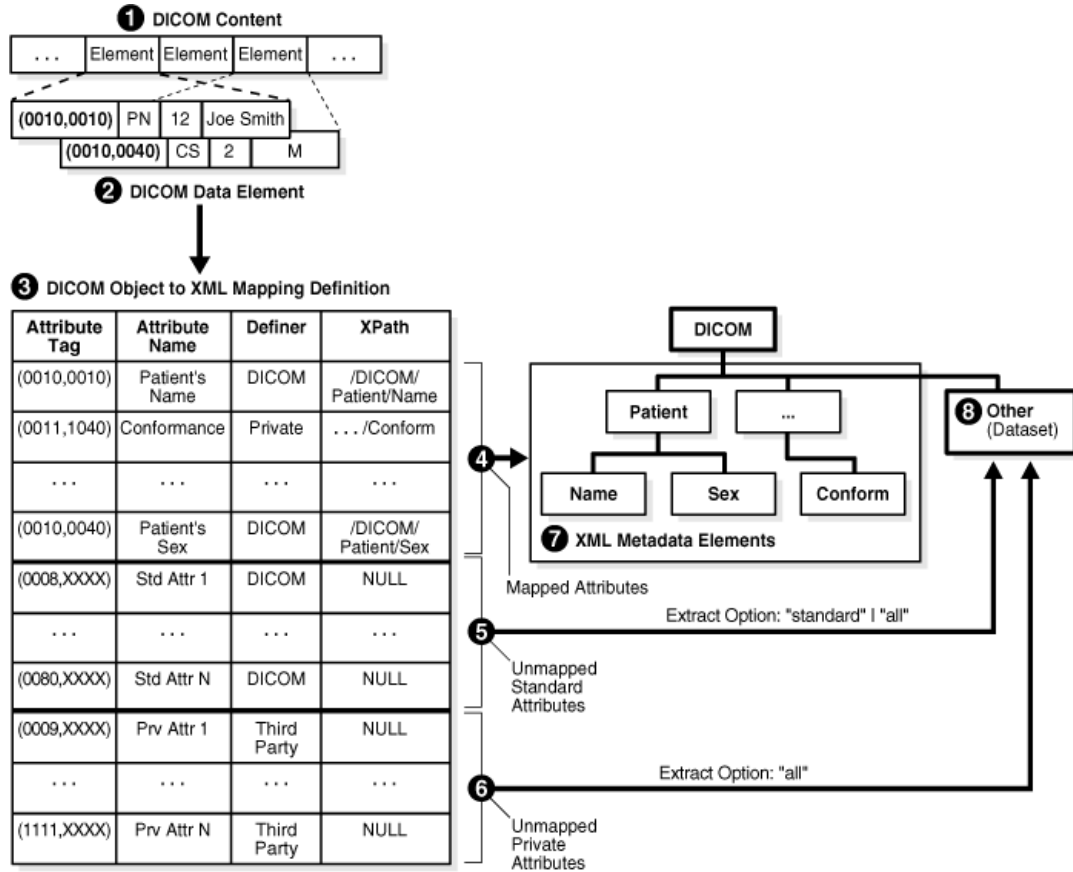 1 DICOM Content
. . . Element Element Element . . .
(0010,0010) PN 12 Joe Smith
(0010,0040) CS 2 M
2 DICOM Data Element
3 DICOM Object to XML Mapping Definition
Attribute Tag Attribute Name Definer XPath
(0010,0010) Patient's Name DICOM /DICOM/ Patient/Name
(0011,1040) Conformance Private . . . /Conform
. . . . . . . . . . . .
(0010,0040) Patient's Sex DICOM /DICOM/ Patient/Sex
(0008,XXXX) Std Attr 1 DICOM NULL
. . . . . . . . . . . .
(0080,XXXX) Std Attr N DICOM NULL
(0009,XXXX) Prv Attr 1 Third Party NULL
. . . . . . . . . . . .
(1111,XXXX) Prv Attr N Third Party NULL
4
Mapped Attributes
5
Unmapped
Standard
Attributes
6
Unmapped
Private
Attributes
DICOM
Patient ...
Name Sex Conform
7 XML Metadata Elements
8 Other
(Dataset)
Extract Option: "standard" | "all"
Extract Option: "all"